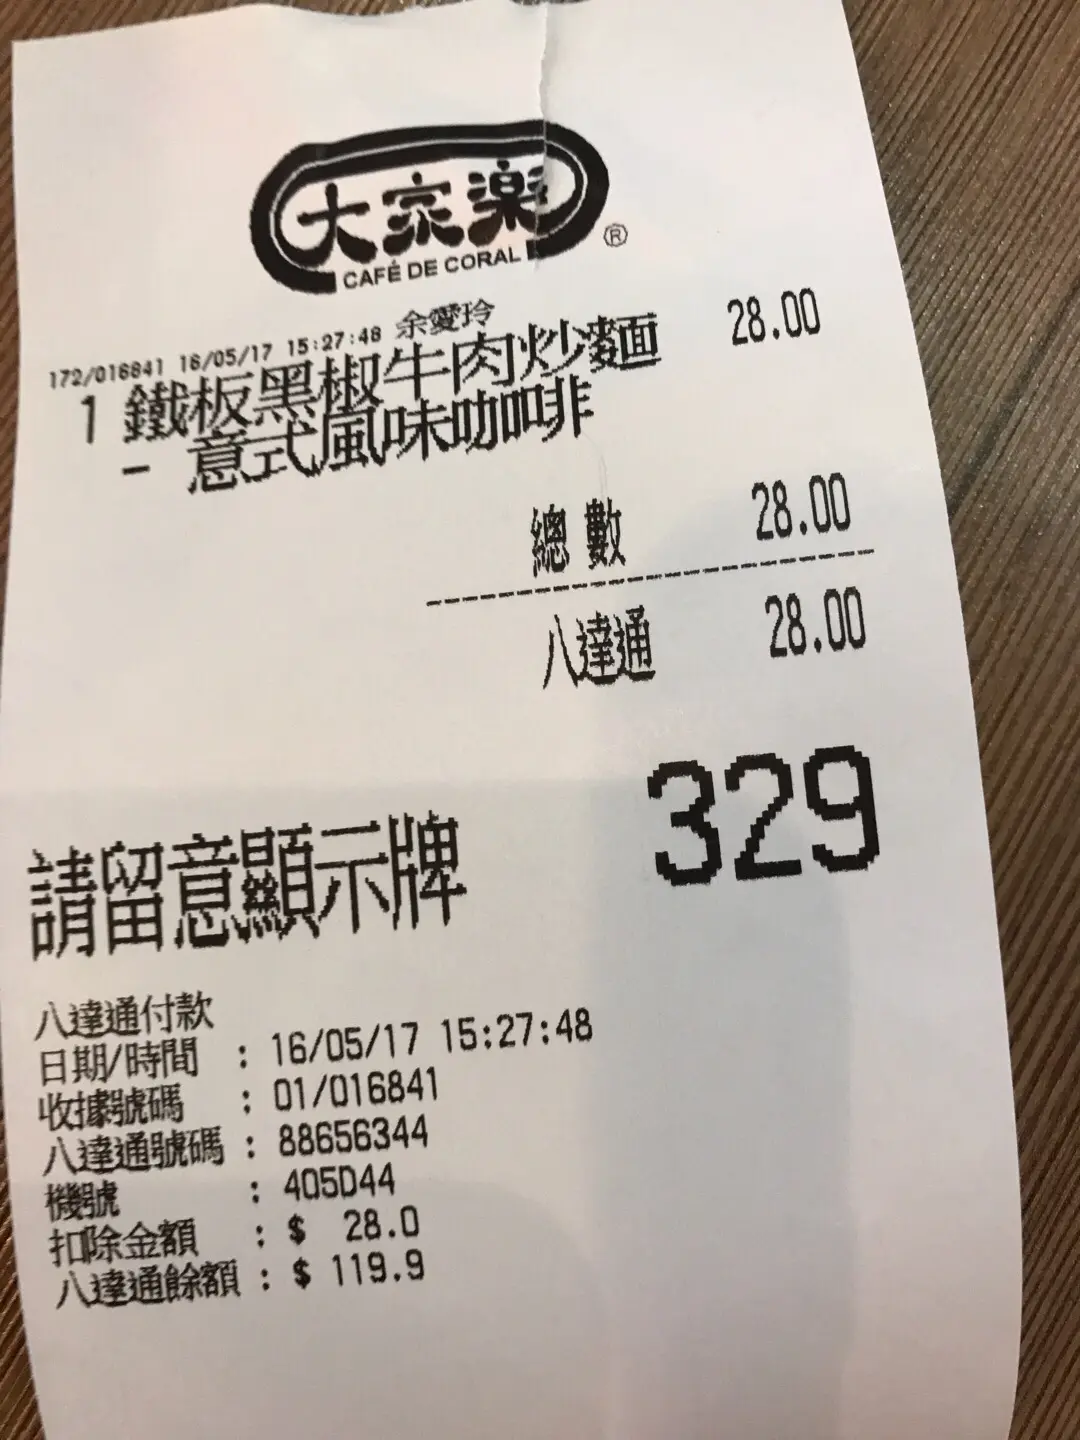 大家樂
CAFÉ DE CORAL ®
172/016841 16/05/17 15:27:48 余愛玲
1 鐵板黑椒牛肉炒麵 28.00
- 意式風味咖啡
總數 28.00
八達通 28.00
請留意顯示牌 329
八達通付款
日期/時間 : 16/05/17 15:27:48
收據號碼 : 01/016841
八達通號碼 : 88656344
機號 : 405D44
扣除金額 : $ 28.0
八達通餘額 : $ 119.9